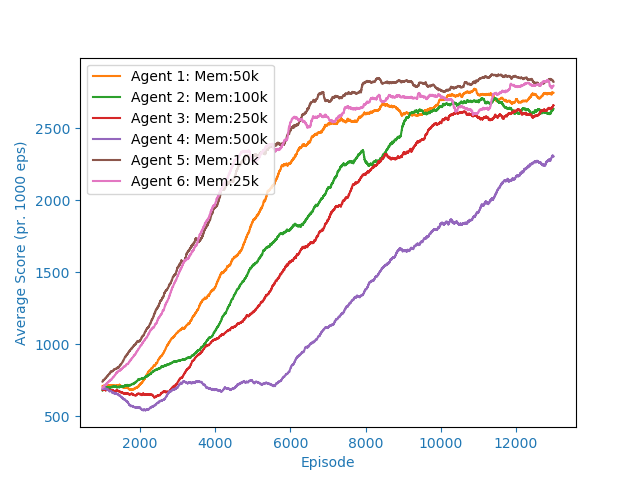 Agent 1: Mem:50k
Agent 2: Mem:100k
Agent 3: Mem:250k
Agent 4: Mem:500k
Agent 5: Mem:10k
Agent 6: Mem:25k
Average Score (pr. 1000 eps)
2500
2000
1500
1000
500
2000 4000 6000 8000 10000 12000
Episode